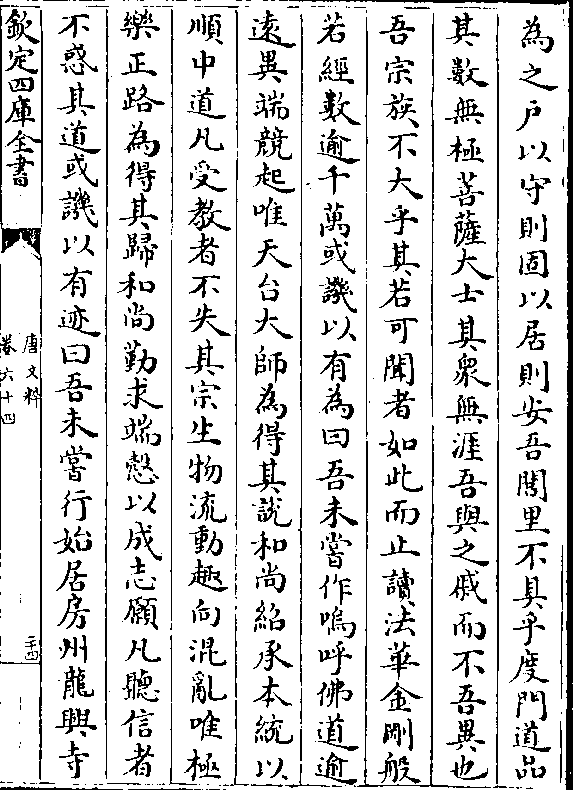 為之户以守則固以居則安吾閭里不具乎度門道品
其數無極菩薩大士其衆無涯吾與之戚而不吾異也
吾宗族不大乎其若可聞者如此而止讀法華金剛般
若經數逾千萬或譏以有為曰吾未嘗作嗚呼佛道逾
遠異端競起唯天台大師為得其說和尚紹承本統以
順中道凡受教者不失其宗生物流動趣向混亂唯極
樂正路為得其歸和尚勤求端慤以成志願凡聽信者
不惑其道或譏以有迹曰吾未嘗行始居房州龍興寺
欽定四庫全書
唐文粹
卷六十四
二十四